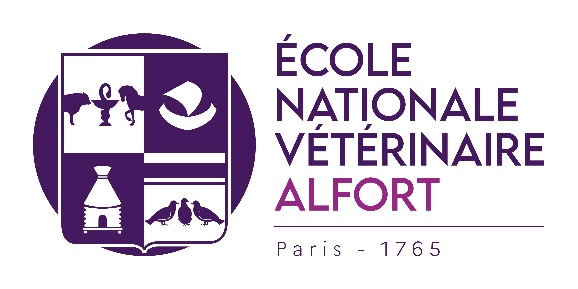 ÉCOLE
NATIONALE
VÉTÉRINAIRE
ALFORT
Paris - 1765